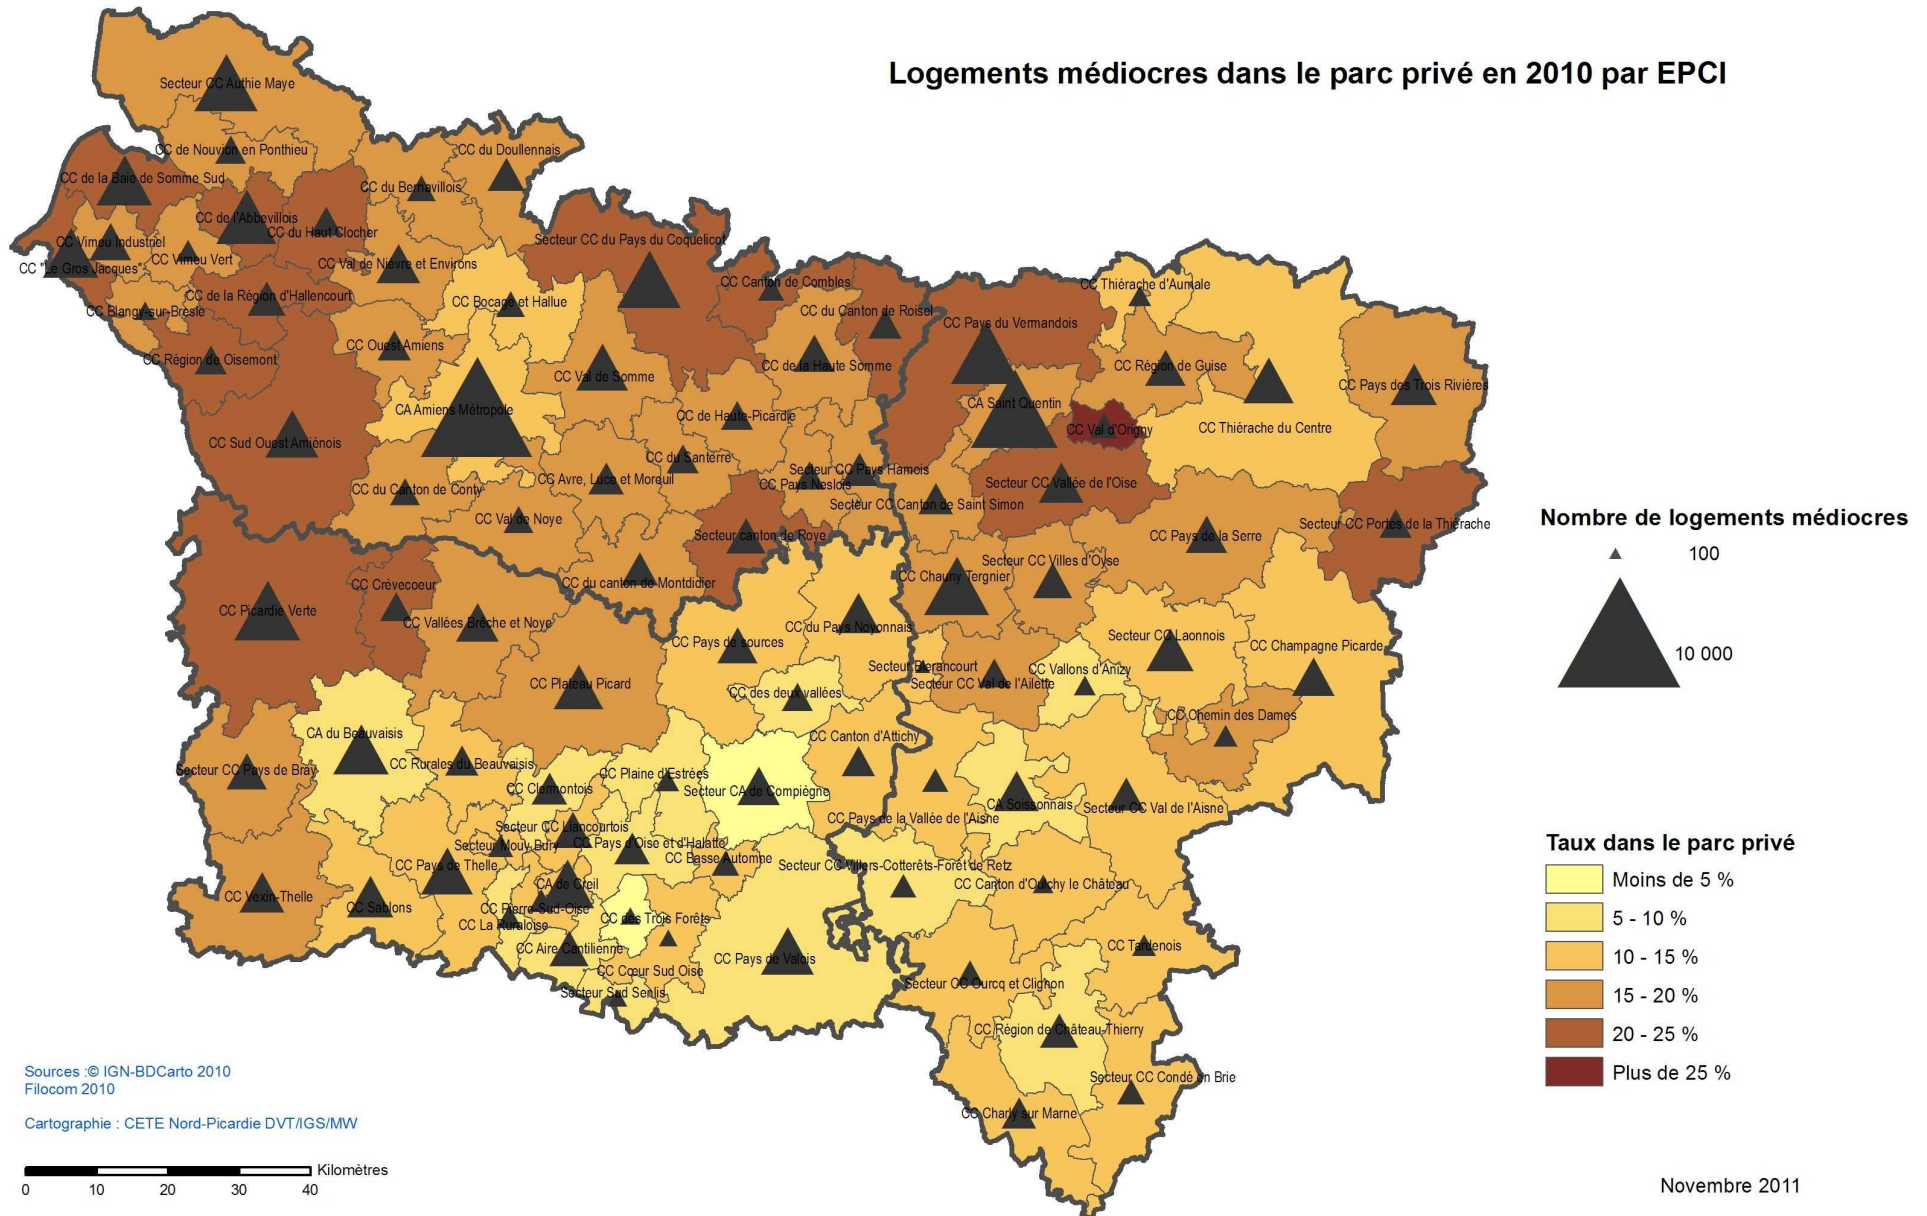 Logements médiocres dans le parc privé en 2010 par EPCI
Secteur CC Authie Maye
CC de Nouvion en Ponthieu
CC du Doullennais
CC de la Baie de Somme Sud
CC du Bernavillois
CC de l'Abbevillois
CC du Haut Clocher
CC Vimeu Industriel
CC Vimeu Vert
CC "Le Gros Jacques"
CC Val de Nièvre et Environs
Secteur CC du Pays du Coquelicot
CC Canton de Combles
CC Thiérache d'Aumale
CC de la Région d'Hallencourt
CC Bocage et Hallue
CC Blangy-sur-Bresle
CC du Canton de Roisel
CC Pays du Vermandois
CC Ouest Amiens
CC Région de Oisemont
CC de la Haute Somme
CC Région de Guise
CC Val de Somme
CC Pays des Trois Rivières
CA Amiens Métropole
CA Saint Quentin
CC de Haute-Picardie
CC Val d'Origny
CC Thiérache du Centre
CC Sud Ouest Amiénois
CC du Santerre
CC Avre, Luce et Moreuil
Secteur CC Pays Hamois
CC Pays Neslois
Secteur CC Vallée de l'Oise
CC du Canton de Conty
Secteur CC Canton de Saint Simon
CC Val de Noye
Secteur canton de Roye
CC Pays de la Serre
Secteur CC Portes de la Thiérache
Secteur CC Villes d'Oyse
CC Chauny Tergnier
CC du canton de Montdidier
CC Crèvecoeur
CC Picardie Verte
CC Vallées Brêche et Noye
CC du Pays Noyonnais
CC Pays de sources
Secteur CC Laonnois
CC Champagne Picarde
Secteur Blerancourt
CC Vallons d'Anizy
Secteur CC Val de l'Ailette
CC Plateau Picard
CC des deux vallées
CC Chemin des Dames
CA du Beauvaisis
CC Canton d'Attichy
CC Rurales du Beauvaisis
Secteur CC Pays de Bray
CC Plaine d'Estrées
CC Clermontois
Secteur CA de Compiègne
CA Soissonnais
Secteur CC Val de l'Aisne
CC Pays de la Vallée de l'Aisne
Secteur CC Liancourtois
Secteur Mouy-Bury
CC Pays d'Oise et d'Halatte
CC Basse Automne
CC Pays de Thelle
Secteur CC Villers-Cotterêts-Forêt de Retz
CC Canton d'Oulchy le Château
CA de Creil
CC Vexin-Thelle
CC Sablons
CC Pierre-Sud-Oise
CC La Ruraloise
CC des Trois Forêts
CC Aire Cantilienne
CC Tardenois
CC Pays de Valois
CC Cœur Sud Oise
Secteur CC Ourcq et Clignon
Secteur Sud Senlis
CC Région de Château-Thierry
Secteur CC Condé en Brie
CC Charly sur Marne
Nombre de logements médiocres
100
10 000
Taux dans le parc privé
Moins de 5 %
5 - 10 %
10 - 15 %
15 - 20 %
20 - 25 %
Plus de 25 %
Sources :© IGN-BDCarto 2010
Filocom 2010
Cartographie : CETE Nord-Picardie DVT/IGS/MW
Kilomètres
0 10 20 30 40
Novembre 2011